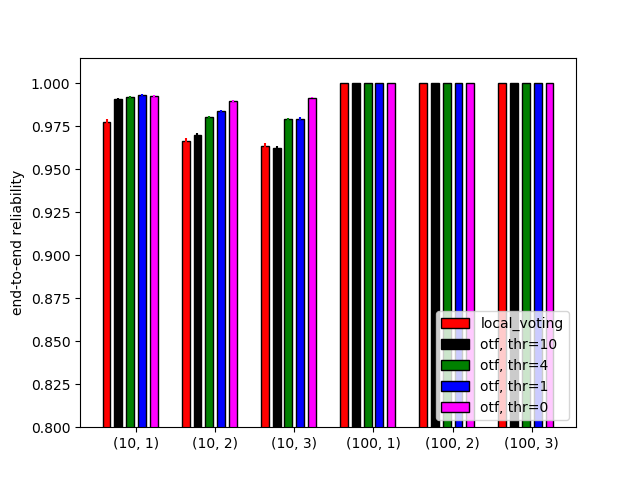 1.000
0.975
0.950
0.925
0.900
0.875
0.850
0.825
0.800
end-to-end reliability
(10, 1)
(10, 2)
(10, 3)
(100, 1)
(100, 2)
(100, 3)
local_voting
otf, thr=10
otf, thr=4
otf, thr=1
otf, thr=0